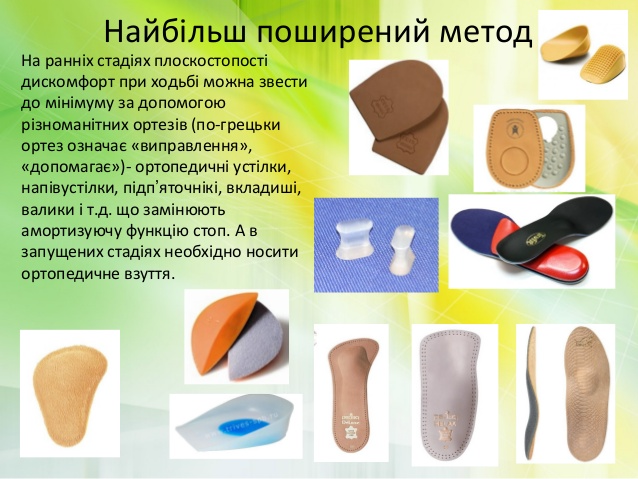 Найбільш поширений метод
На ранніх стадіях плоскостопості
дискомфорт при ходьбі можна звести
до мінімуму за допомогою
різноманітних ортезів (по-грецьки
ортез означає «виправлення»,
«допомагає»)- ортопедичні устілки,
напівустілки, підп’яточнікі, вкладиші,
валики і т.д. що замінюють
амортизуючу функцію стоп. А в
запущених стадіях необхідно носити
ортопедичне взуття.